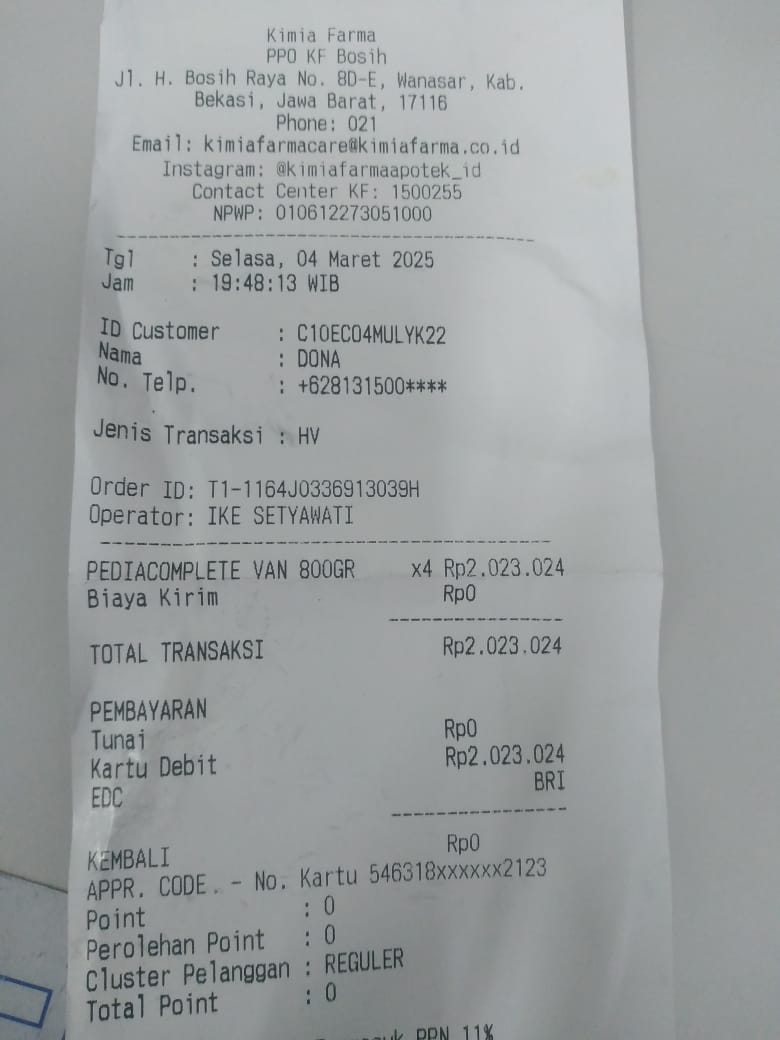 Kimia Farma
PPO KF Bosih
Jl. H. Bosih Raya No. 8D-E, Wanasar, Kab.
Bekasi, Jawa Barat, 17116
Phone: 021
Email: kimiafarmacare@kimiafarma.co.id
Instagram: @kimiafarmaapotek_id
Contact Center KF: 1500255
NPWP: 010612273051000
Tgl : Selasa, 04 Maret 2025
Jam : 19:48:13 WIB
ID Customer : C10EC04MULYK22
Nama : DONA
No. Telp. : +628131500****
Jenis Transaksi : HV
Order ID: T1-1164J0336913039H
Operator: IKE SETYAWATI
PEDIACOMPLETE VAN 800GR x4 Rp2.023.024
Biaya Kirim Rp0
TOTAL TRANSAKSI Rp2.023.024
PEMBAYARAN
Tunai Rp0
Kartu Debit Rp2.023.024
EDC BRI
KEMBALI Rp0
APPR. CODE. - No. Kartu 546318xxxxxx2123
Point : 0
Perolehan Point : 0
Cluster Pelanggan : REGULER
Total Point : 0
PPN 11%